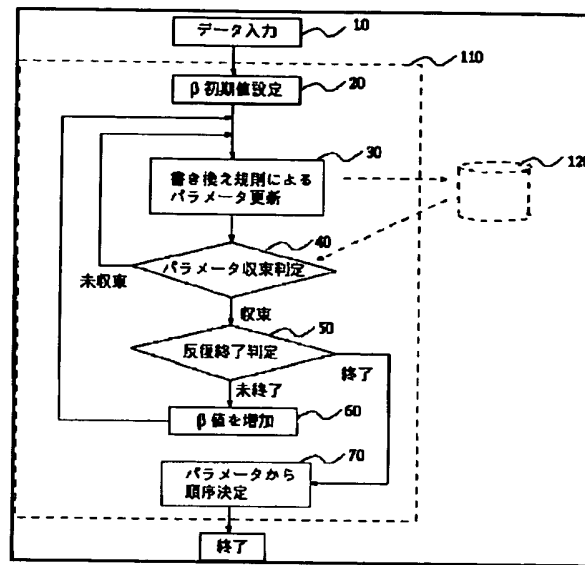 データ入力
10
110
β初期値設定
20
30
書き換え規則による
パラメータ更新
120
40
パラメータ収束判定
未収束
収束
50
反復終了判定
終了
未終了
β値を増加
60
70
パラメータから
順序決定
終了